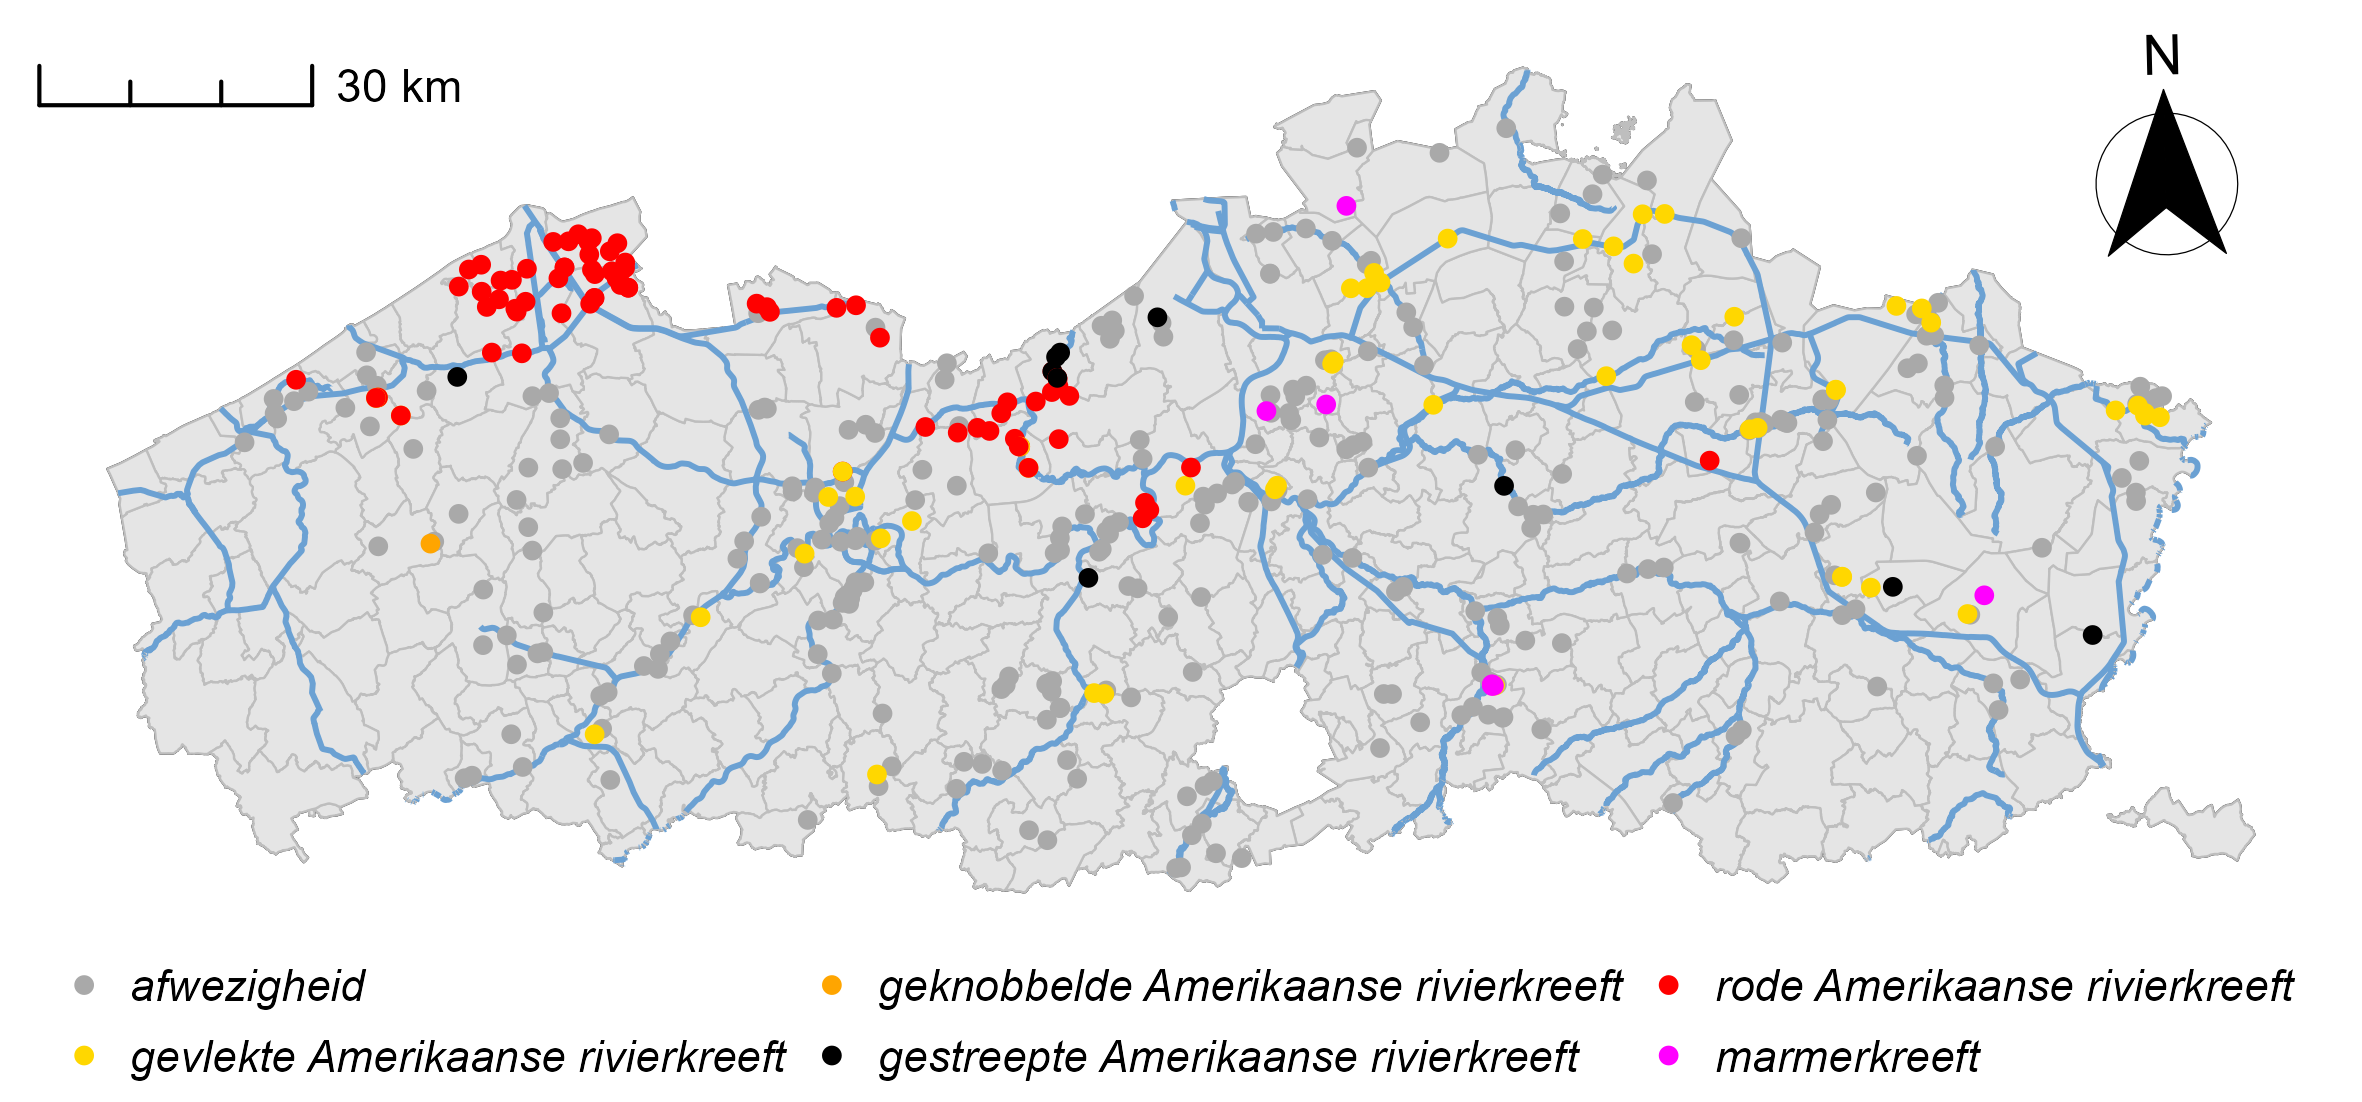 30 km
N
afwezigheid
geknobbelde Amerikaanse rivierkreeft
rode Amerikaanse rivierkreeft
gevlekte Amerikaanse rivierkreeft
gestreepte Amerikaanse rivierkreeft
marmerkreeft